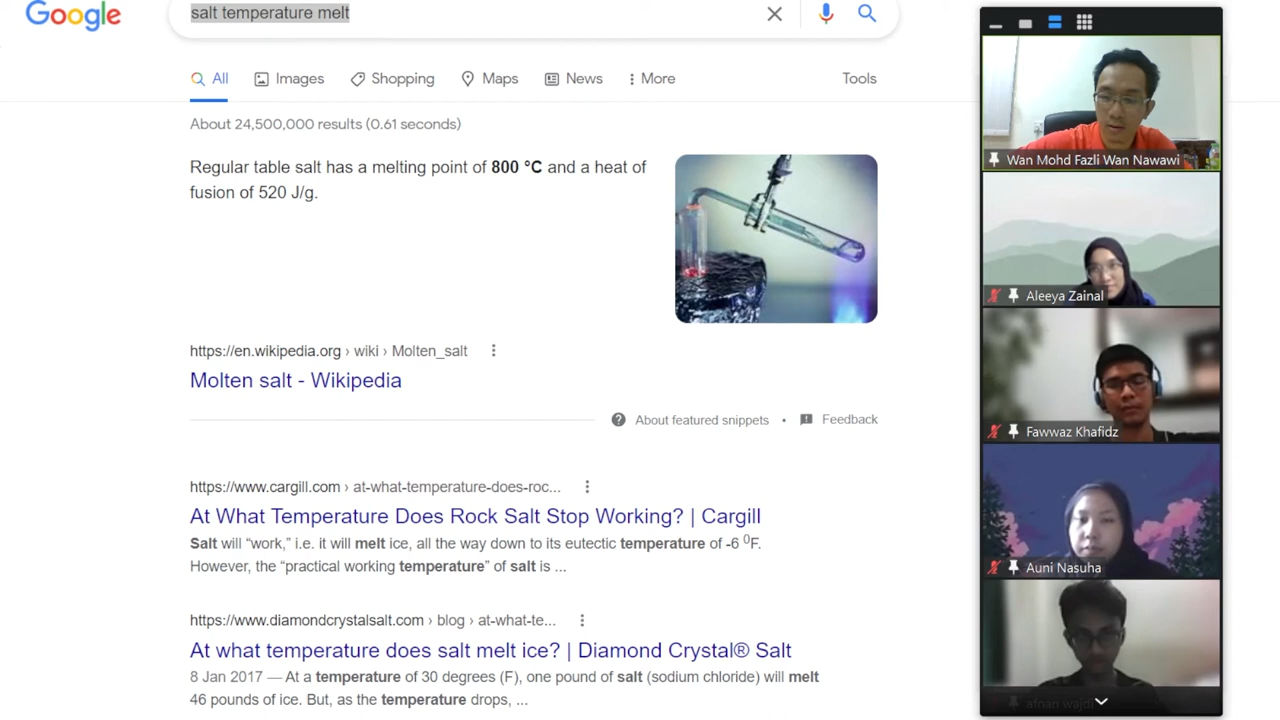 Google
salt temperature melt
All
Images
Shopping
Maps
News
More
Tools
About 24,500,000 results (0.61 seconds)
Regular table salt has a melting point of 800 °C and a heat of
fusion of 520 J/g.
https://en.wikipedia.org › wiki › Molten_salt
Molten salt - Wikipedia
About featured snippets • Feedback
https://www.cargill.com › at-what-temperature-does-roc...
At What Temperature Does Rock Salt Stop Working? | Cargill
Salt will “work,” i.e. it will melt ice, all the way down to its eutectic temperature of -6 ⁰F.
However, the “practical working temperature” of salt is ...
https://www.diamondcrystalsalt.com › blog › at-what-te...
At what temperature does salt melt ice? | Diamond Crystal® Salt
8 Jan 2017 — At a temperature of 30 degrees (F), one pound of salt (sodium chloride) will melt
46 pounds of ice. But, as the temperature drops, ...
Wan Mohd Fazli Wan Nawawi
Aleeya Zainal
Fawwaz Khafidz
Auni Nasuha
afnan wajdi